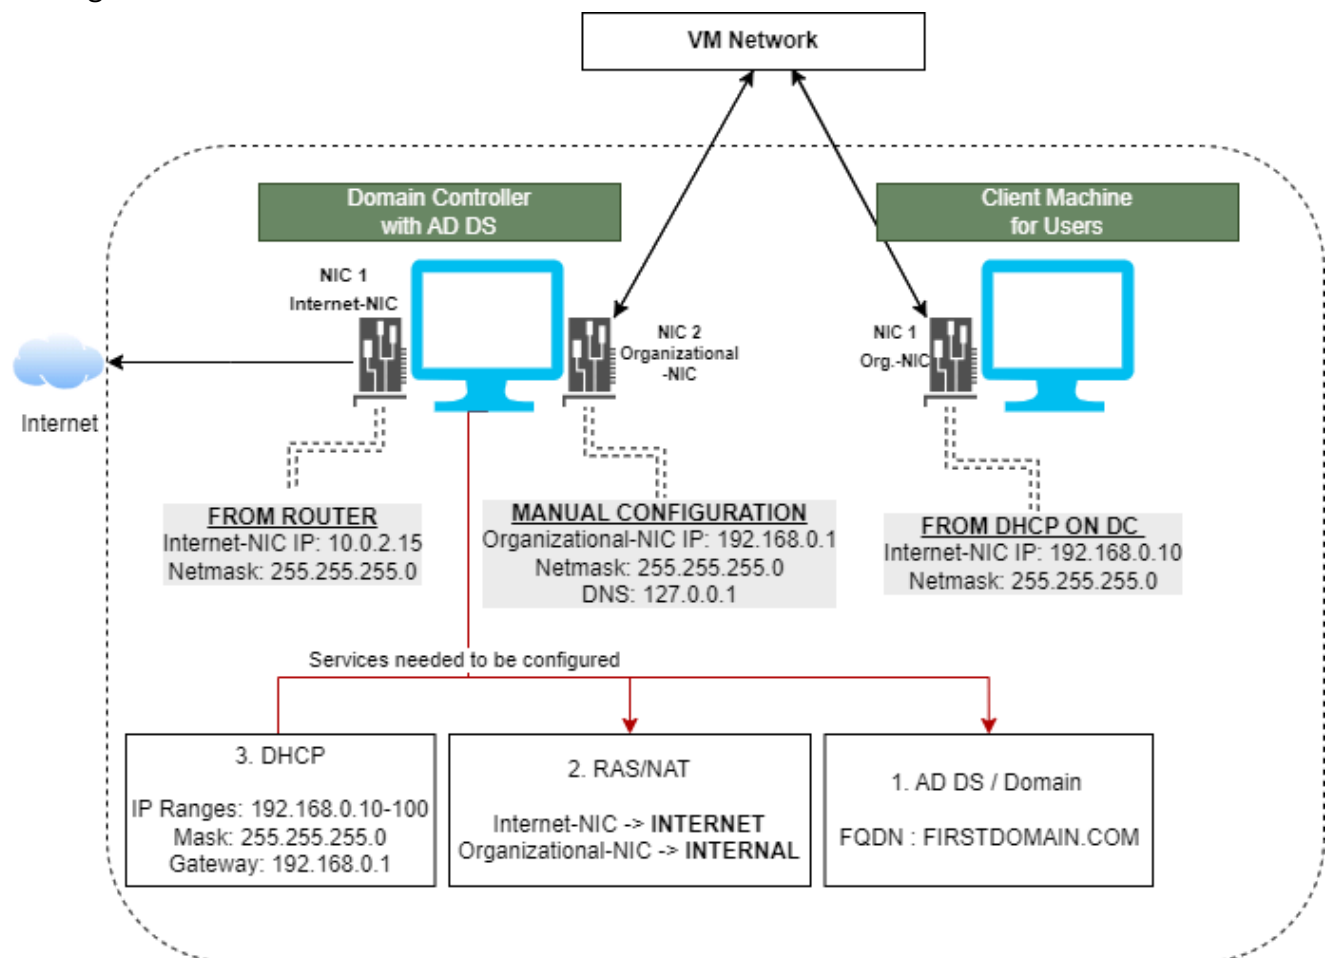 VM Network
Domain Controller
with AD DS
Client Machine
for Users
NIC 1
Internet-NIC
NIC 2
Organizational
-NIC
NIC 1
Org.-NIC
Internet
FROM ROUTER
Internet-NIC IP: 10.0.2.15
Netmask: 255.255.255.0
MANUAL CONFIGURATION
Organizational-NIC IP: 192.168.0.1
Netmask: 255.255.255.0
DNS: 127.0.0.1
FROM DHCP ON DC
Internet-NIC IP: 192.168.0.10
Netmask: 255.255.255.0
Services needed to be configured
3. DHCP
IP Ranges: 192.168.0.10-100
Mask: 255.255.255.0
Gateway: 192.168.0.1
2. RAS/NAT
Internet-NIC -> INTERNET
Organizational-NIC -> INTERNAL
1. AD DS / Domain
FQDN : FIRSTDOMAIN.COM